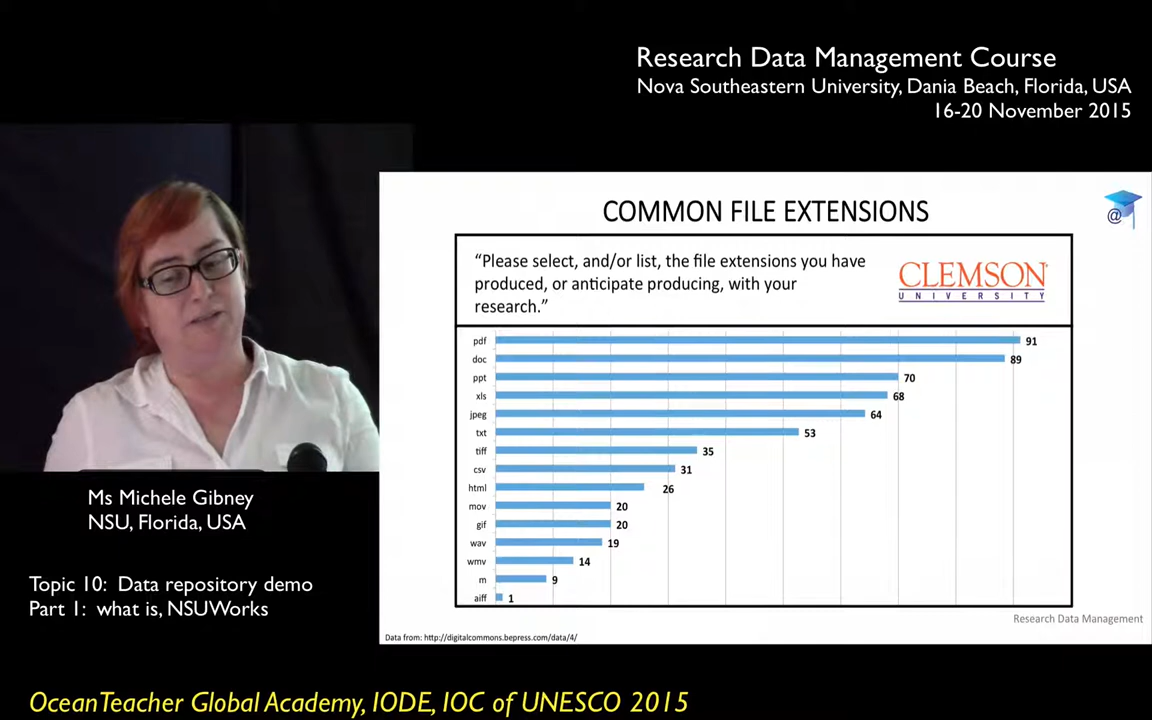 Research Data Management Course
Nova Southeastern University, Dania Beach, Florida, USA
16-20 November 2015
COMMON FILE EXTENSIONS
@
“Please select, and/or list, the file extensions you have
produced, or anticipate producing, with your
research.”
CLEMSON
UNIVERSITY
pdf 91
doc 89
ppt 70
xls 68
jpeg 64
txt 53
tiff 35
csv 31
html 26
mov 20
gif 20
wav 19
wmv 14
m 9
aiff 1
Research Data Management
Data from: http://digitalcommons.bepress.com/data/4/
Ms Michele Gibney
NSU, Florida, USA
Topic 10: Data repository demo
Part 1: what is, NSUWorks
OceanTeacher Global Academy, IODE, IOC of UNESCO 2015